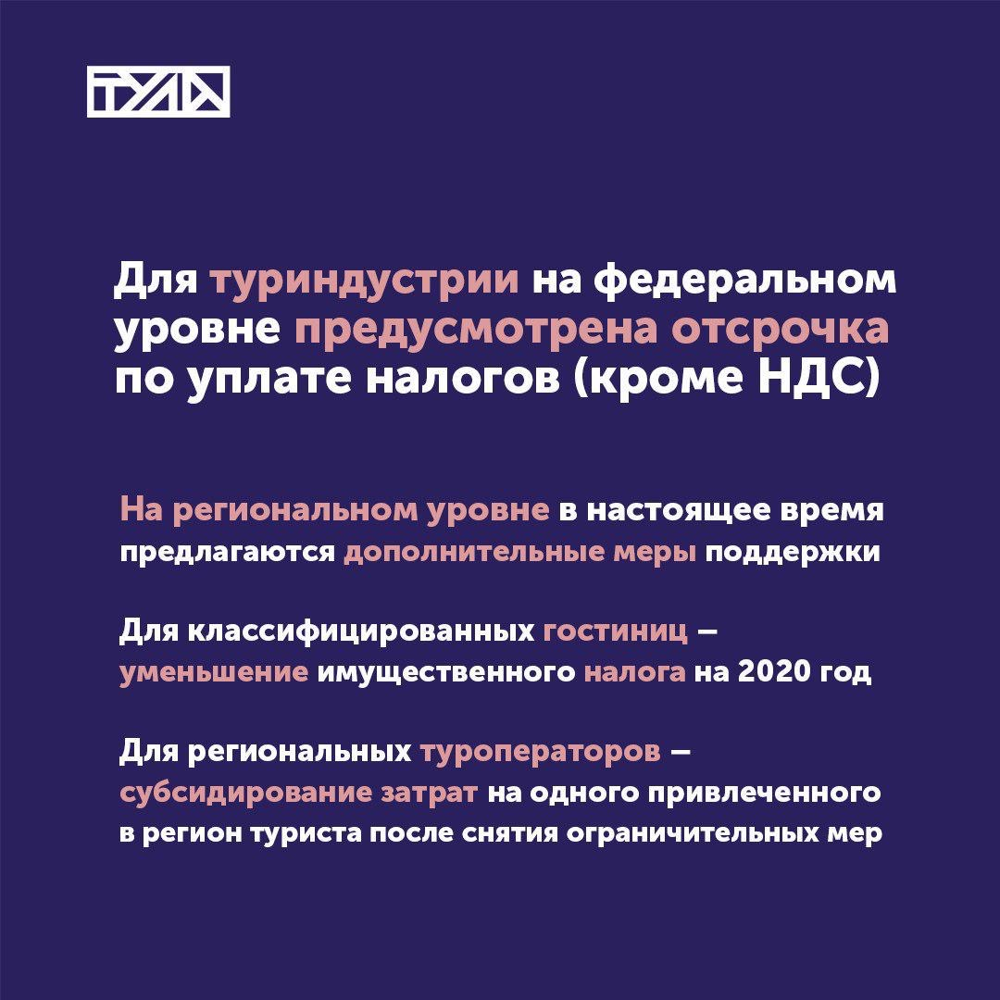 ТУЛА
Для туриндустрии на федеральном
уровне предусмотрена отсрочка
по уплате налогов (кроме НДС)
На региональном уровне в настоящее время
предлагаются дополнительные меры поддержки
Для классифицированных гостиниц –
уменьшение имущественного налога на 2020 год
Для региональных туроператоров –
субсидирование затрат на одного привлеченного
в регион туриста после снятия ограничительных мер